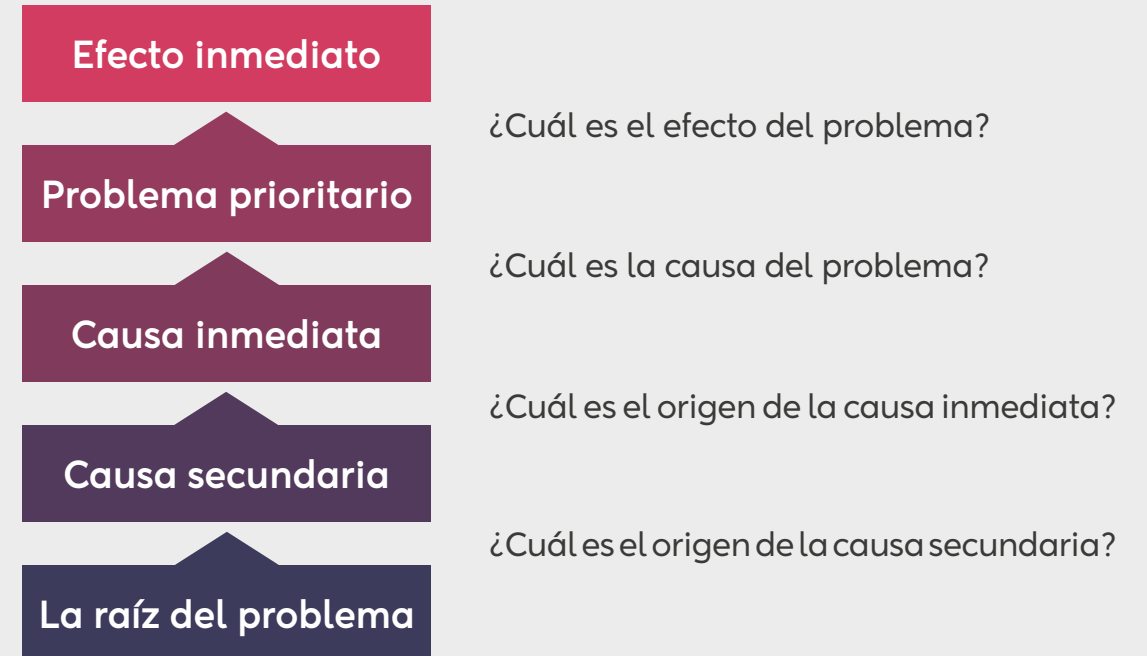 Efecto inmediato
¿Cuál es el efecto del problema?
Problema prioritario
¿Cuál es la causa del problema?
Causa inmediata
¿Cuál es el origen de la causa inmediata?
Causa secundaria
¿Cuál es el origen de la causa secundaria?
La raíz del problema